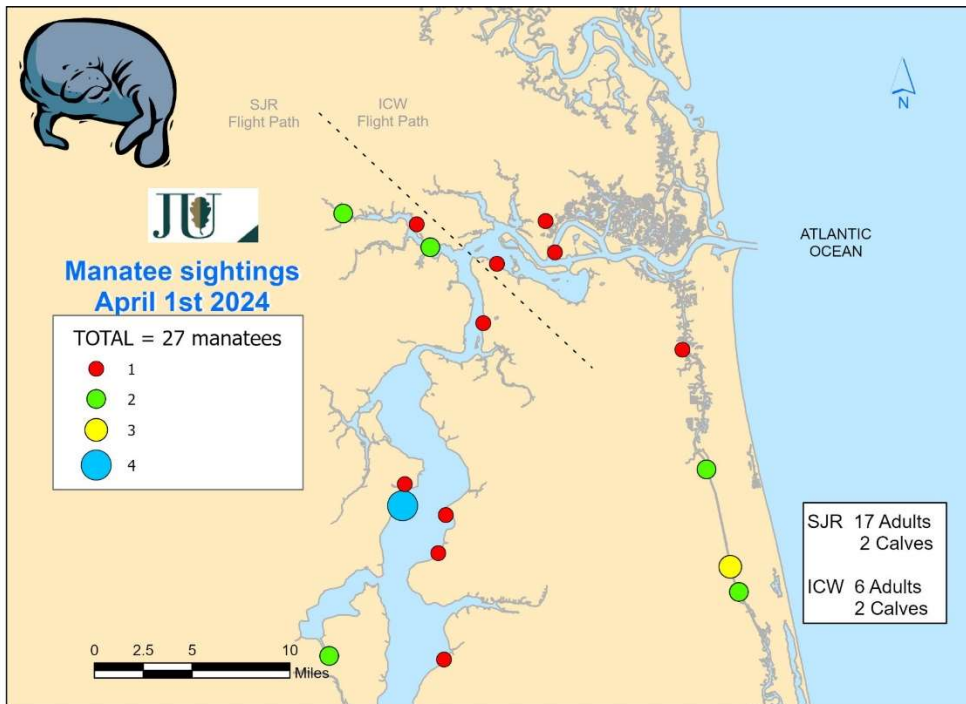 SJR
Flight Path
ICW
Flight Path
N
JU
ATLANTIC
OCEAN
Manatee sightings
April 1st 2024
TOTAL = 27 manatees
1
2
3
4
SJR 17 Adults
2 Calves
ICW 6 Adults
2 Calves
0 2.5 5 10
Miles